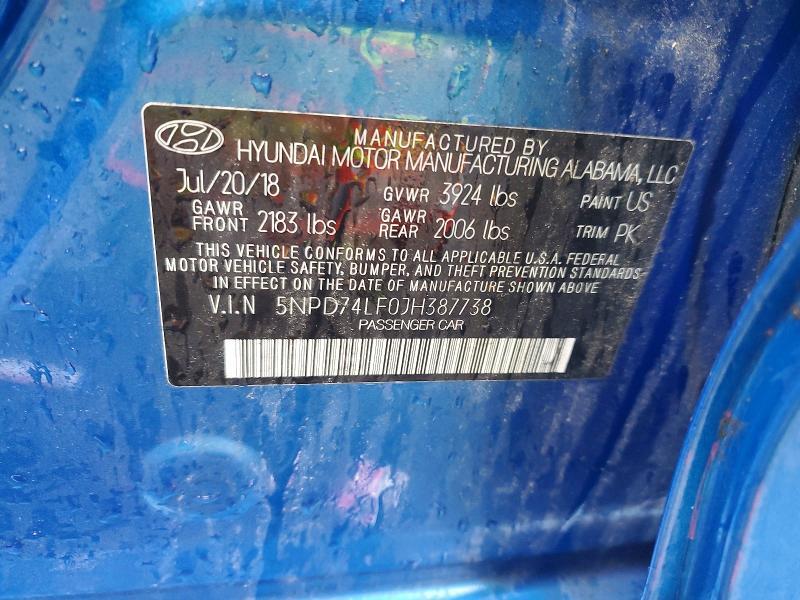 MANUFACTURED BY
HYUNDAI MOTOR MANUFACTURING ALABAMA, LLC
Jul/20/18 GVWR 3924 lbs PAINT US
GAWR FRONT 2183 lbs GAWR REAR 2006 lbs TRIM PK
THIS VEHICLE CONFORMS TO ALL APPLICABLE U.S.A. FEDERAL
MOTOR VEHICLE SAFETY, BUMPER, AND THEFT PREVENTION STANDARDS
IN EFFECT ON THE DATE OF MANUFACTURE SHOWN ABOVE
V.I.N 5NPD74LF0JH387738
PASSENGER CAR